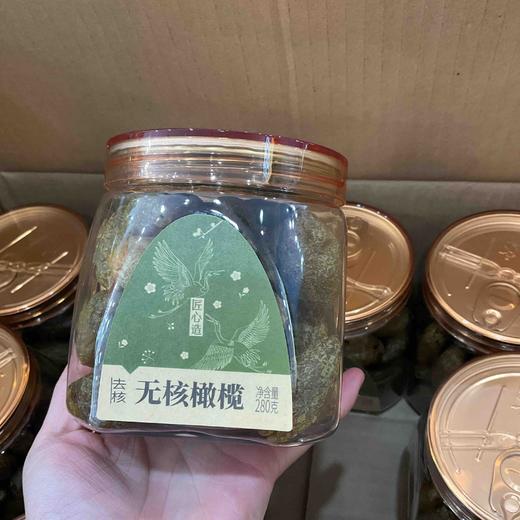 匠心造
去核
无核橄榄
净含量
280克